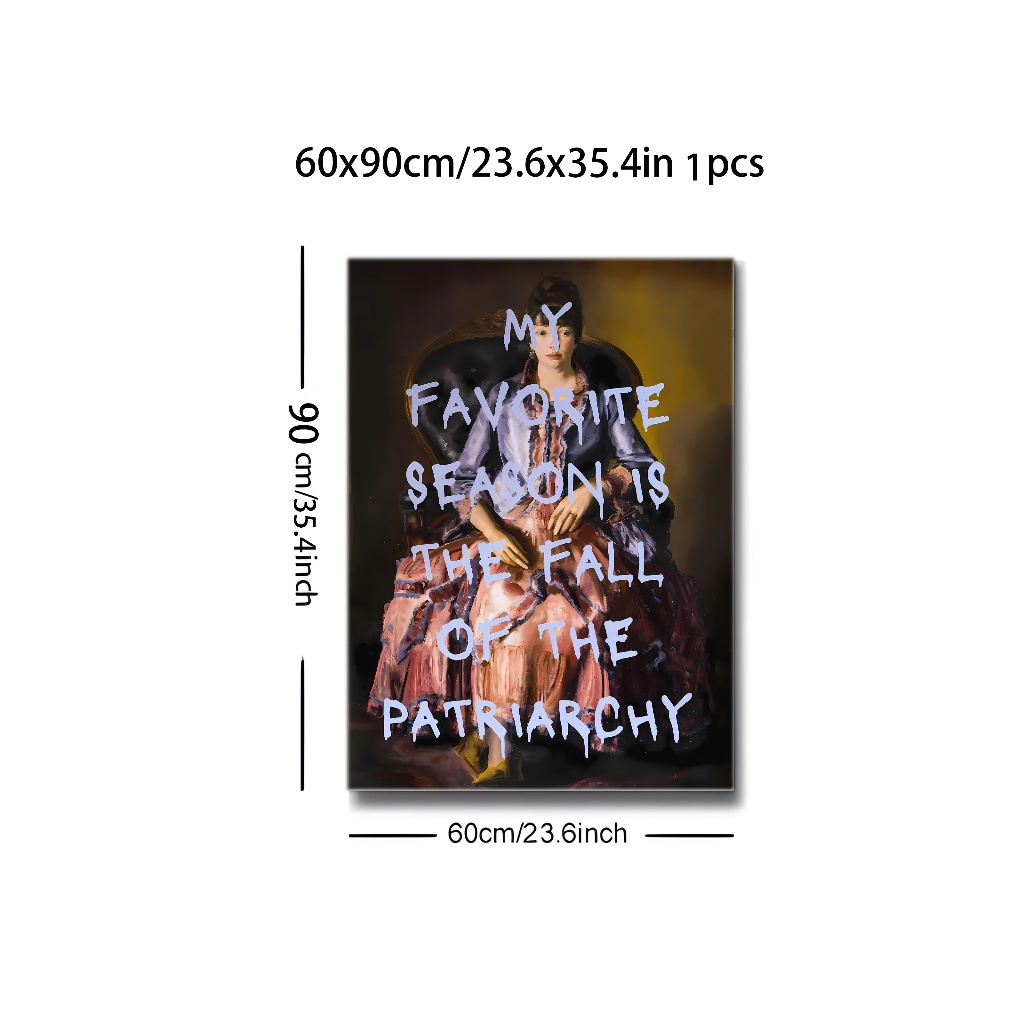 60x90cm/23.6x35.4in 1pcs
90 cm/35.4inch
MY
FAVORITE
SEASON IS
THE FALL
OF THE
PATRIARCHY
60cm/23.6inch